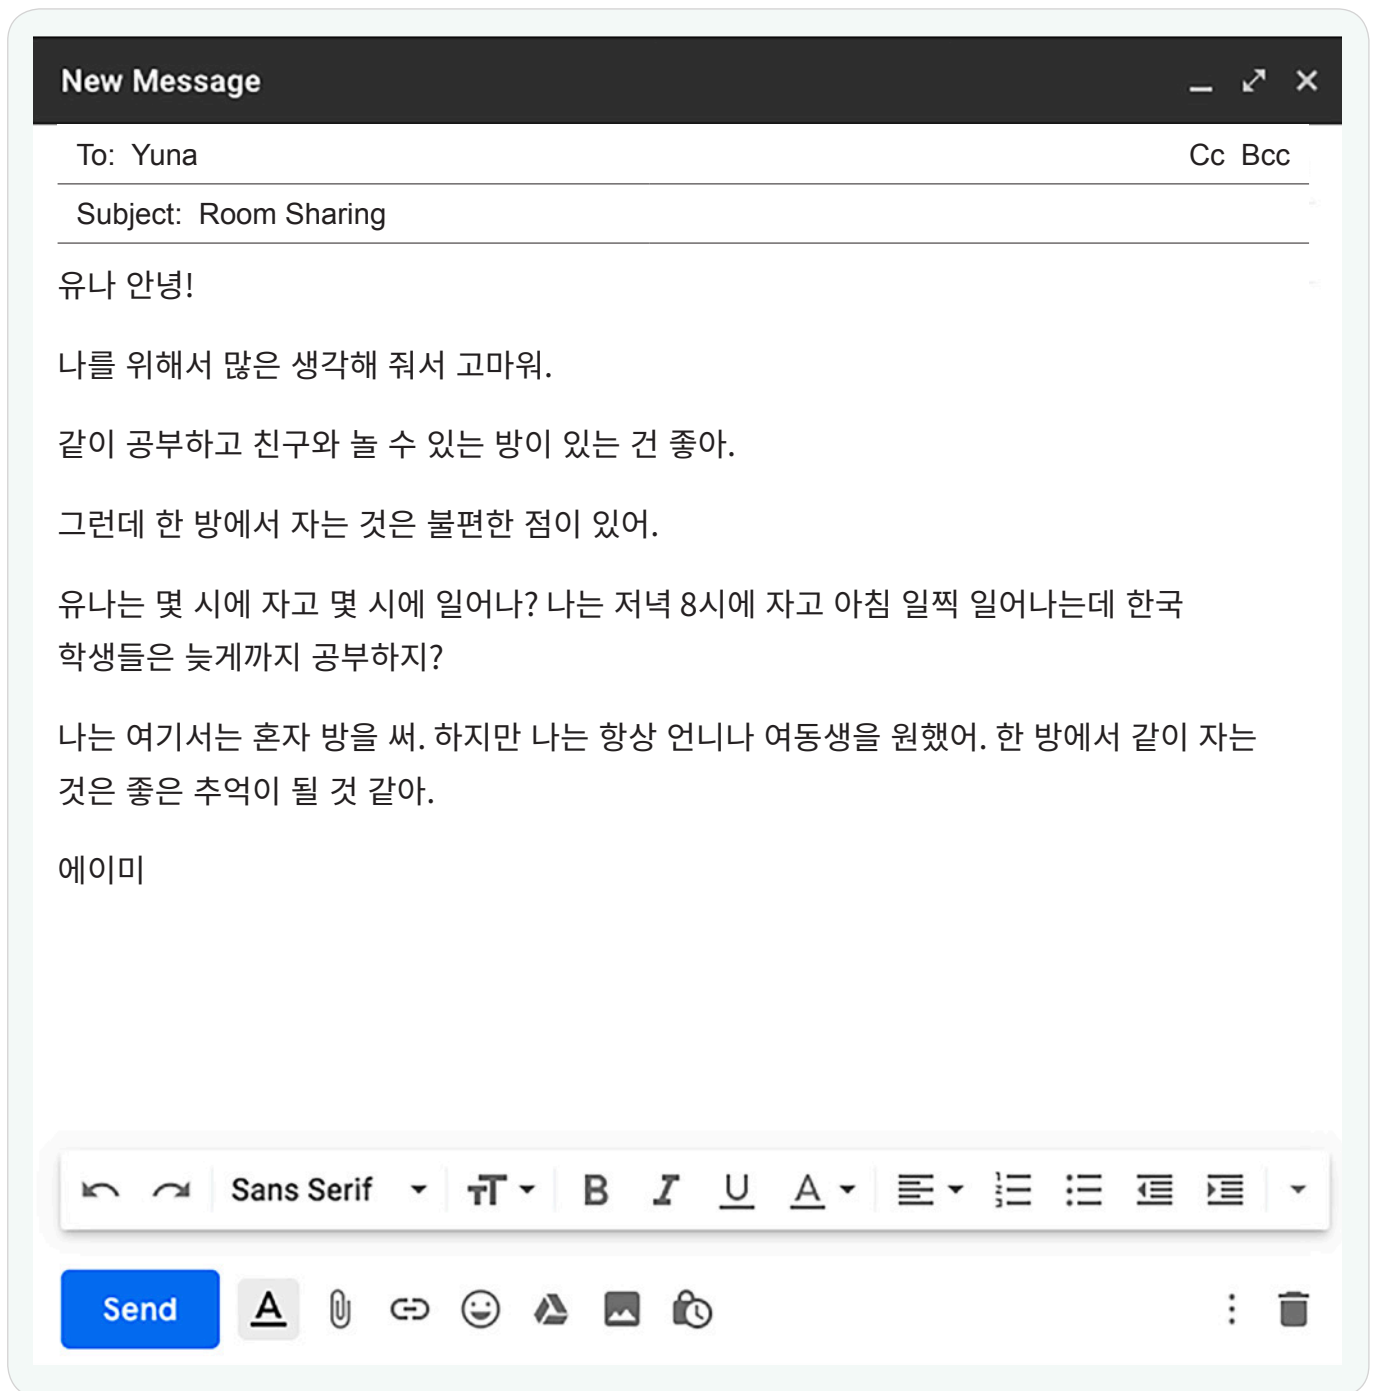 New Message
To: Yuna Cc Bcc
Subject: Room Sharing
유나 안녕!
나를 위해서 많은 생각해 줘서 고마워.
같이 공부하고 친구와 놀 수 있는 방이 있는 건 좋아.
그런데 한 방에서 자는 것은 불편한 점이 있어.
유나는 몇 시에 자고 몇 시에 일어나? 나는 저녁 8시에 자고 아침 일찍 일어나는데 한국
학생들은 늦게까지 공부하지?
나는 여기서는 혼자 방을 써. 하지만 나는 항상 언니나 여동생을 원했어. 한 방에서 같이 자는
것은 좋은 추억이 될 것 같아.
에이미
Sans Serif
Send